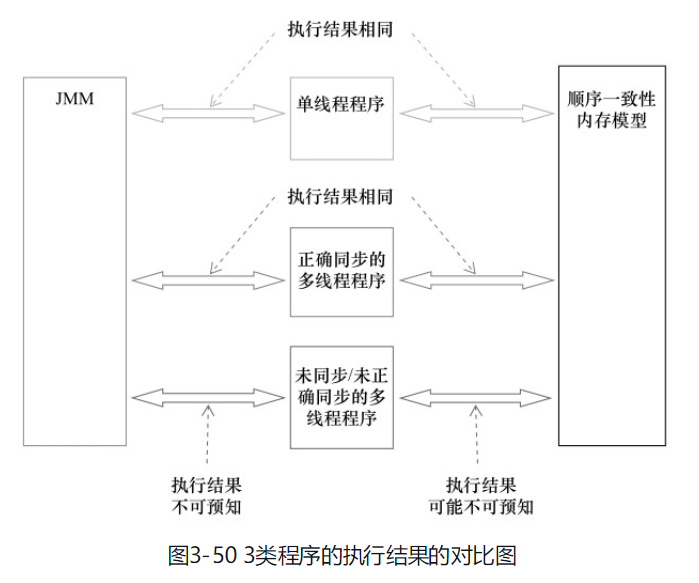 执行结果相同
JMM
单线程程序
顺序一致性
内存模型
执行结果相同
正确同步的
多线程程序
未同步/未正
确同步的多
线程程序
执行结果
不可预知
执行结果
可能不可预知
图3-50 3类程序的执行结果的对比图